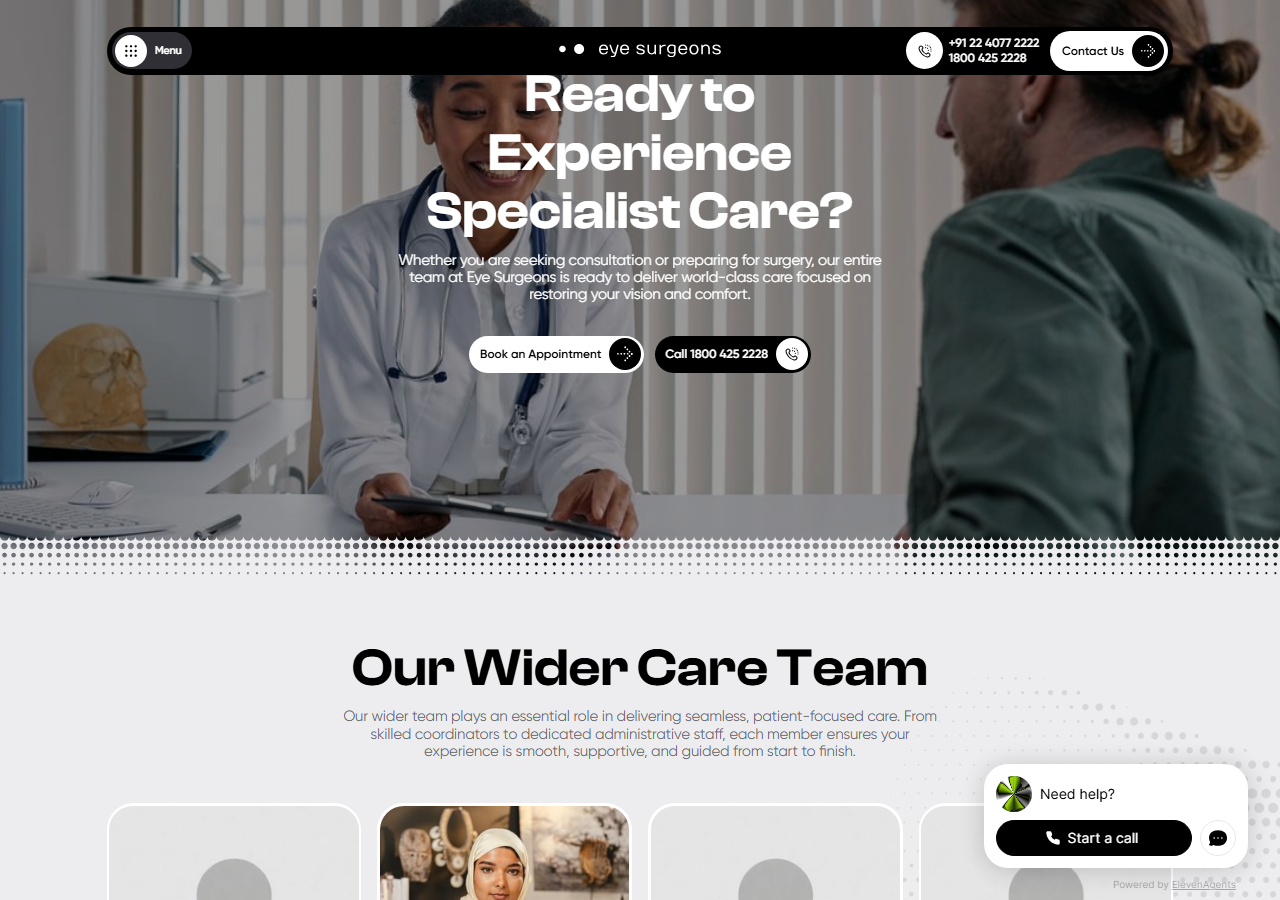 Menu
eye surgeons
+91 22 4077 2222
1800 425 2228
Contact Us
Ready to
Experience
Specialist Care?
Whether you are seeking consultation or preparing for surgery, our entire
team at Eye Surgeons is ready to deliver world-class care focused on
restoring your vision and comfort.
Book an Appointment
Call 1800 425 2228
Our Wider Care Team
Our wider team plays an essential role in delivering seamless, patient-focused care. From
skilled coordinators to dedicated administrative staff, each member ensures your
experience is smooth, supportive, and guided from start to finish.
Need help?
Start a call
Powered by ElevenAgents